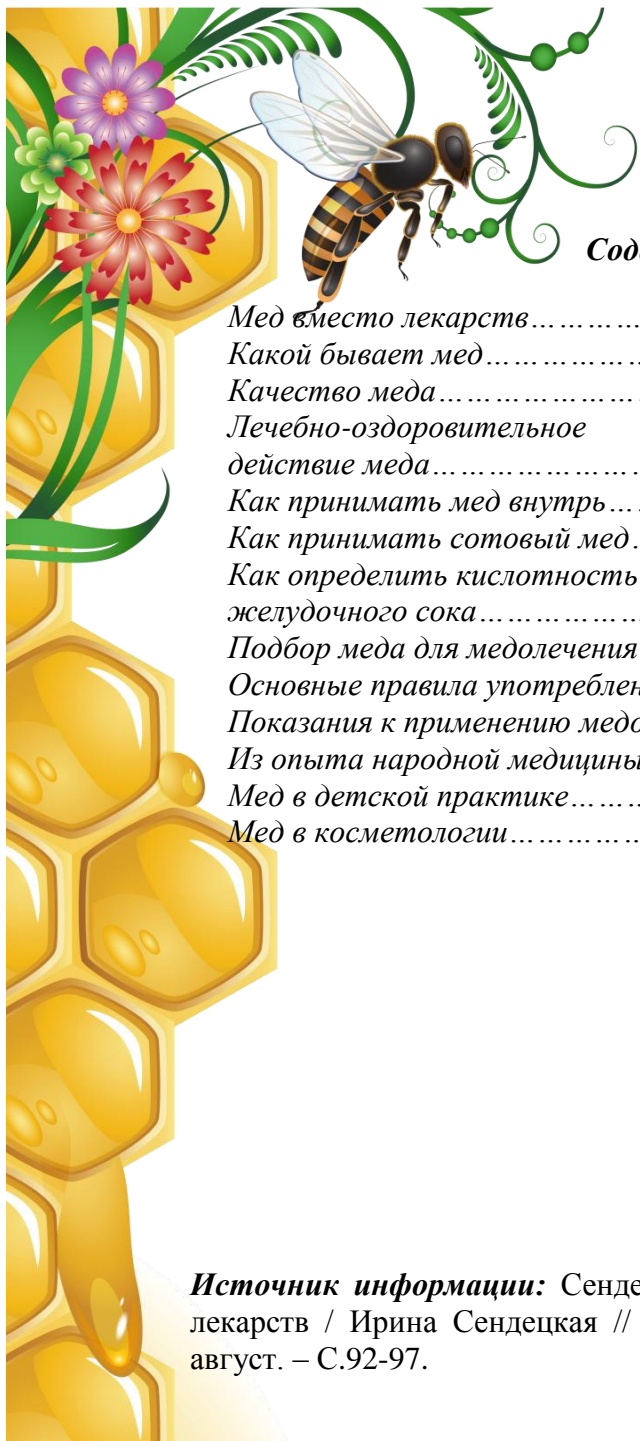 Сод
Мед вместо лекарств…………
Какой бывает мед………………
Качество меда……………………
Лечебно-оздоровительное
действие меда……………………
Как принимать мед внутрь……
Как принимать сотовый мед…
Как определить кислотность
желудочного сока………………
Подбор меда для медолечения
Основные правила употребле
Показания к применению медо
Из опыта народной медицины
Мед в детской практике………
Мед в косметологии……………
Источник информации: Сенде
лекарств / Ирина Сендецкая //
август. – С.92-97.